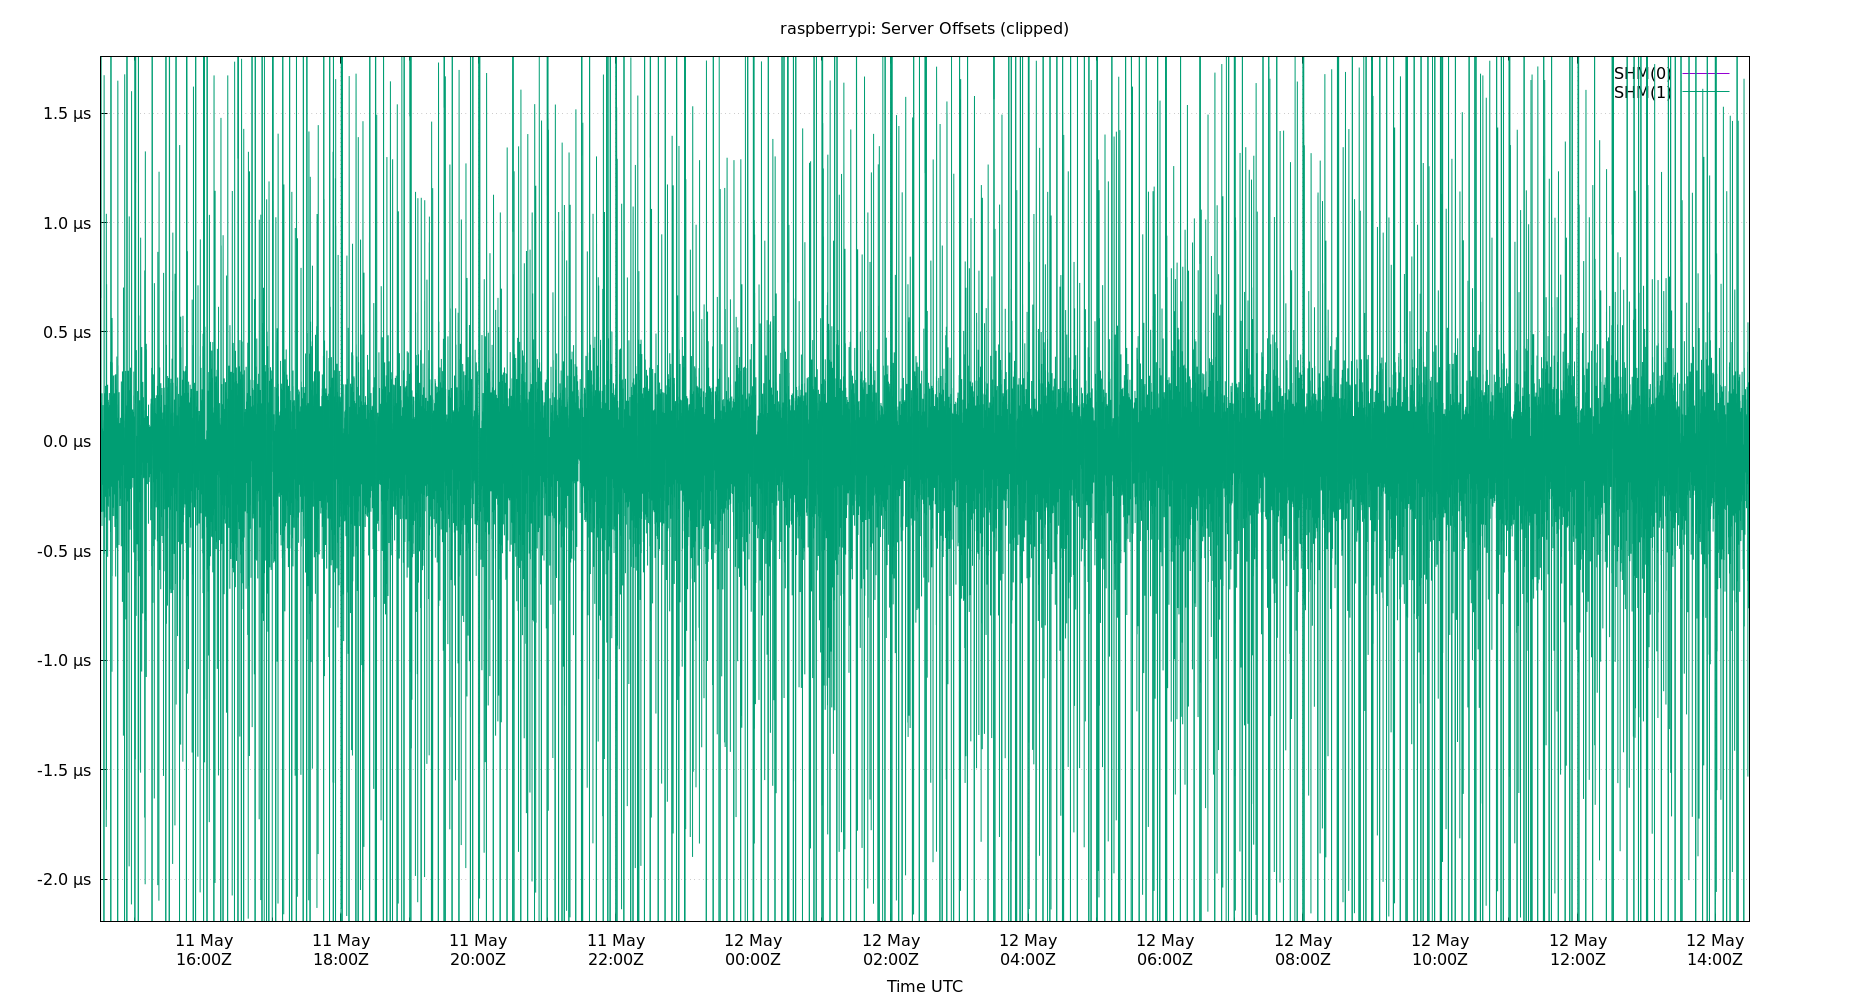 raspberrypi: Server Offsets (clipped)
SHM(0)
SHM(1)
1.5 µs
1.0 µs
0.5 µs
0.0 µs
-0.5 µs
-1.0 µs
-1.5 µs
-2.0 µs
11 May 11 May 11 May 11 May 12 May 12 May 12 May 12 May 12 May 12 May 12 May 12 May
16:00Z 18:00Z 20:00Z 22:00Z 00:00Z 02:00Z 04:00Z 06:00Z 08:00Z 10:00Z 12:00Z 14:00Z
Time UTC